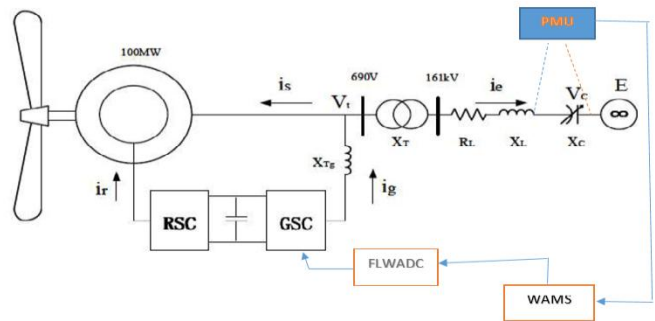 PMU
100MW
690V
161kV
is
Vt
ie
VC
E
∞
XT
RL
XL
XC
XTg
ir
ig
RSC
GSC
FLWADC
WAMS